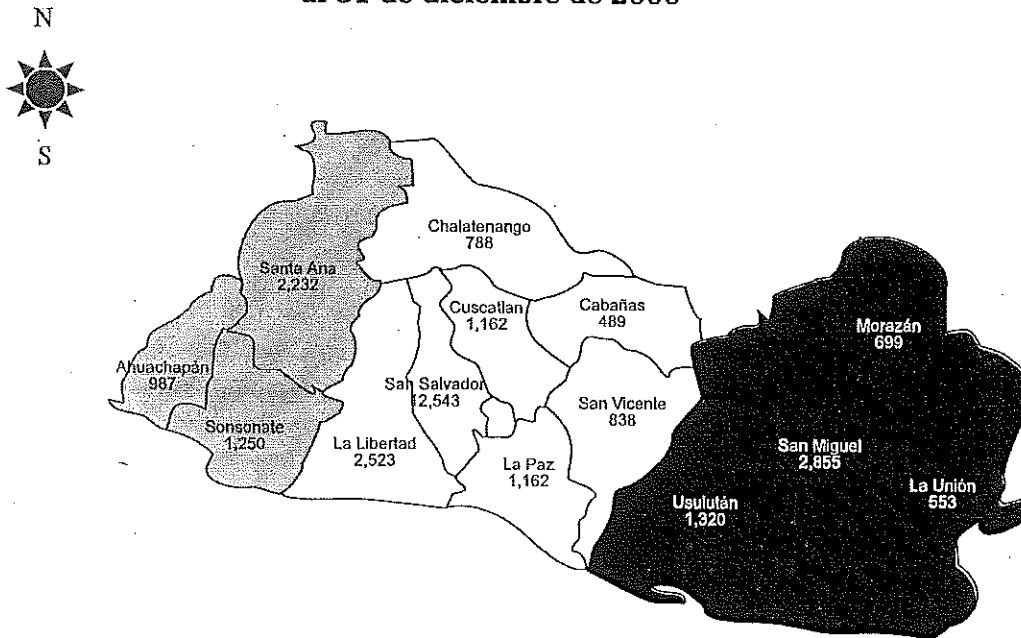 N
S
Chalatenango
788
Santa Ana
2,232
Cuscatlan
1,162
Cabañas
489
Morazán
699
Ahuachapán
987
San Salvador
12,543
San Vicente
838
Sonsonate
1,250
La Libertad
2,523
La Paz
1,162
San Miguel
2,855
La Unión
553
Usulután
1,320